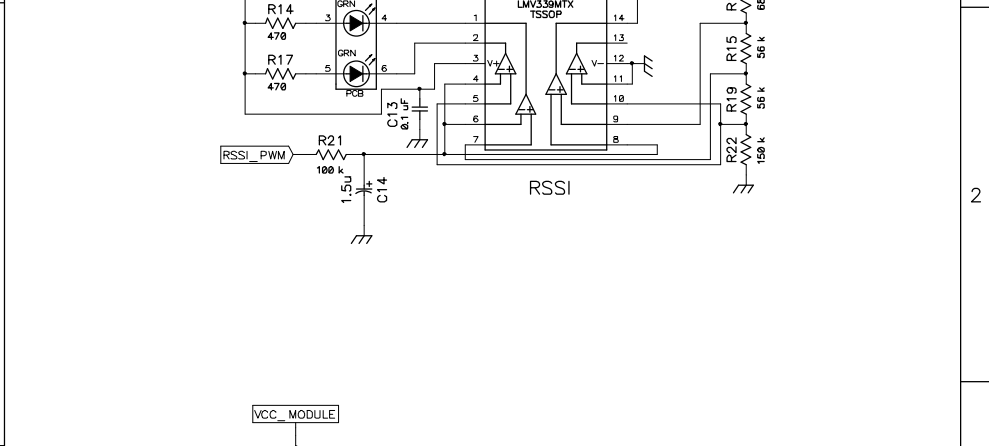 GRN
LMV339MTX
TSSOP
R14
3 4
470
1 14
2 13
R15
56 k
GRN
R17
5 6
470
PCB
3 V+ V- 12
4 11
5 10
6 9
7 8
C13
0.1 uF
R19
56 k
R22
150 k
RSSI_PWM
R21
100 k
1.5u
+
C14
RSSI
2
VCC_ MODULE